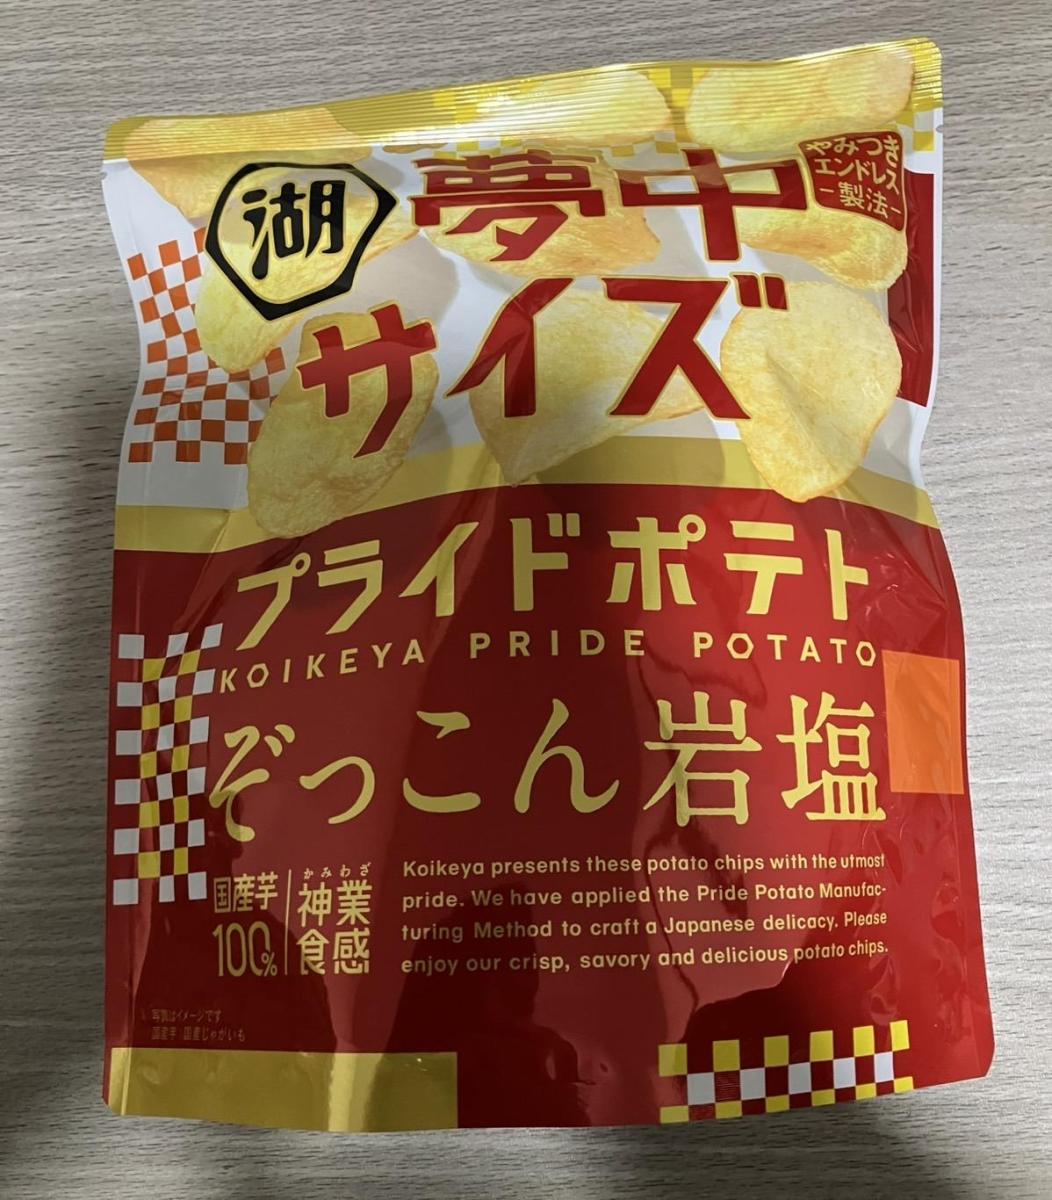 湖
夢中
サイズ
やみつき
エンドレス
-製法-
プライドポテト
KOIKEYA PRIDE POTATO
ぞっこん岩塩
国産芋
100%
かみわざ
神業
食感
Koikeya presents these potato chips with the utmost
pride. We have applied the Pride Potato Manufac-
turing Method to craft a Japanese delicacy. Please
enjoy our crisp, savory and delicious potato chips.
写真はイメージです
国産芋:国産じゃがいも